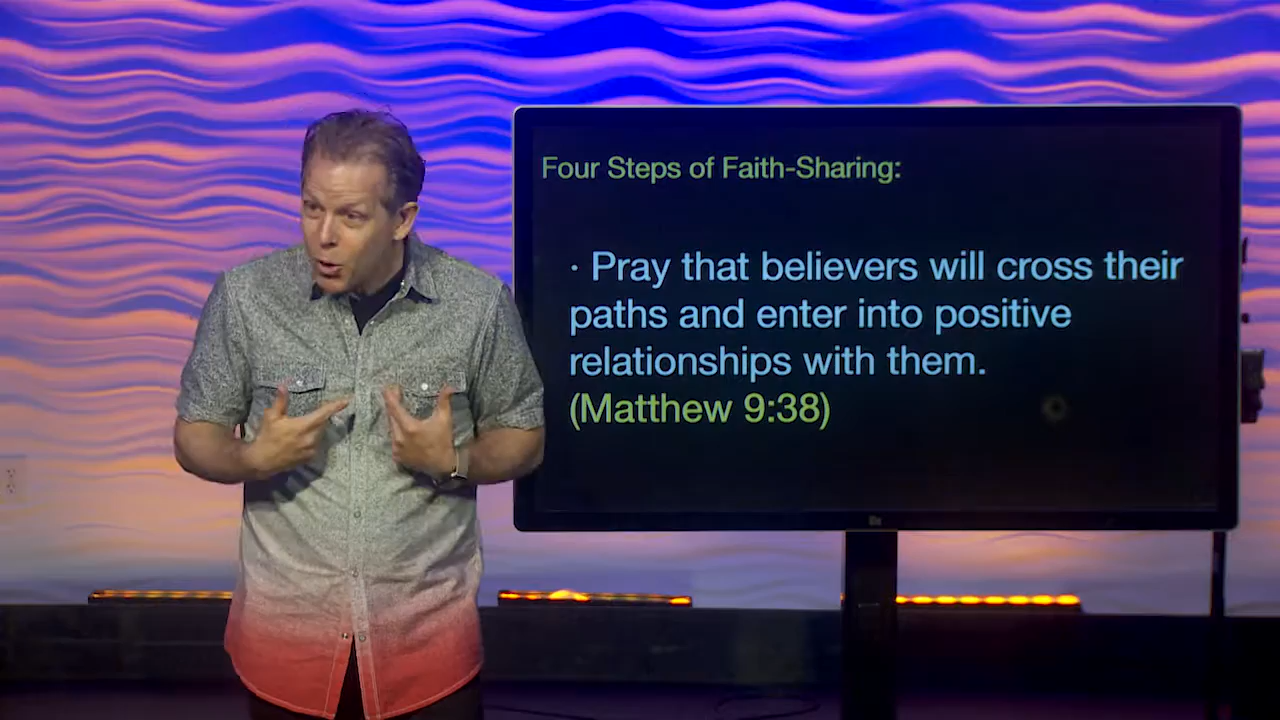 Four Steps of Faith-Sharing:
· Pray that believers will cross their
paths and enter into positive
relationships with them.
(Matthew 9:38)